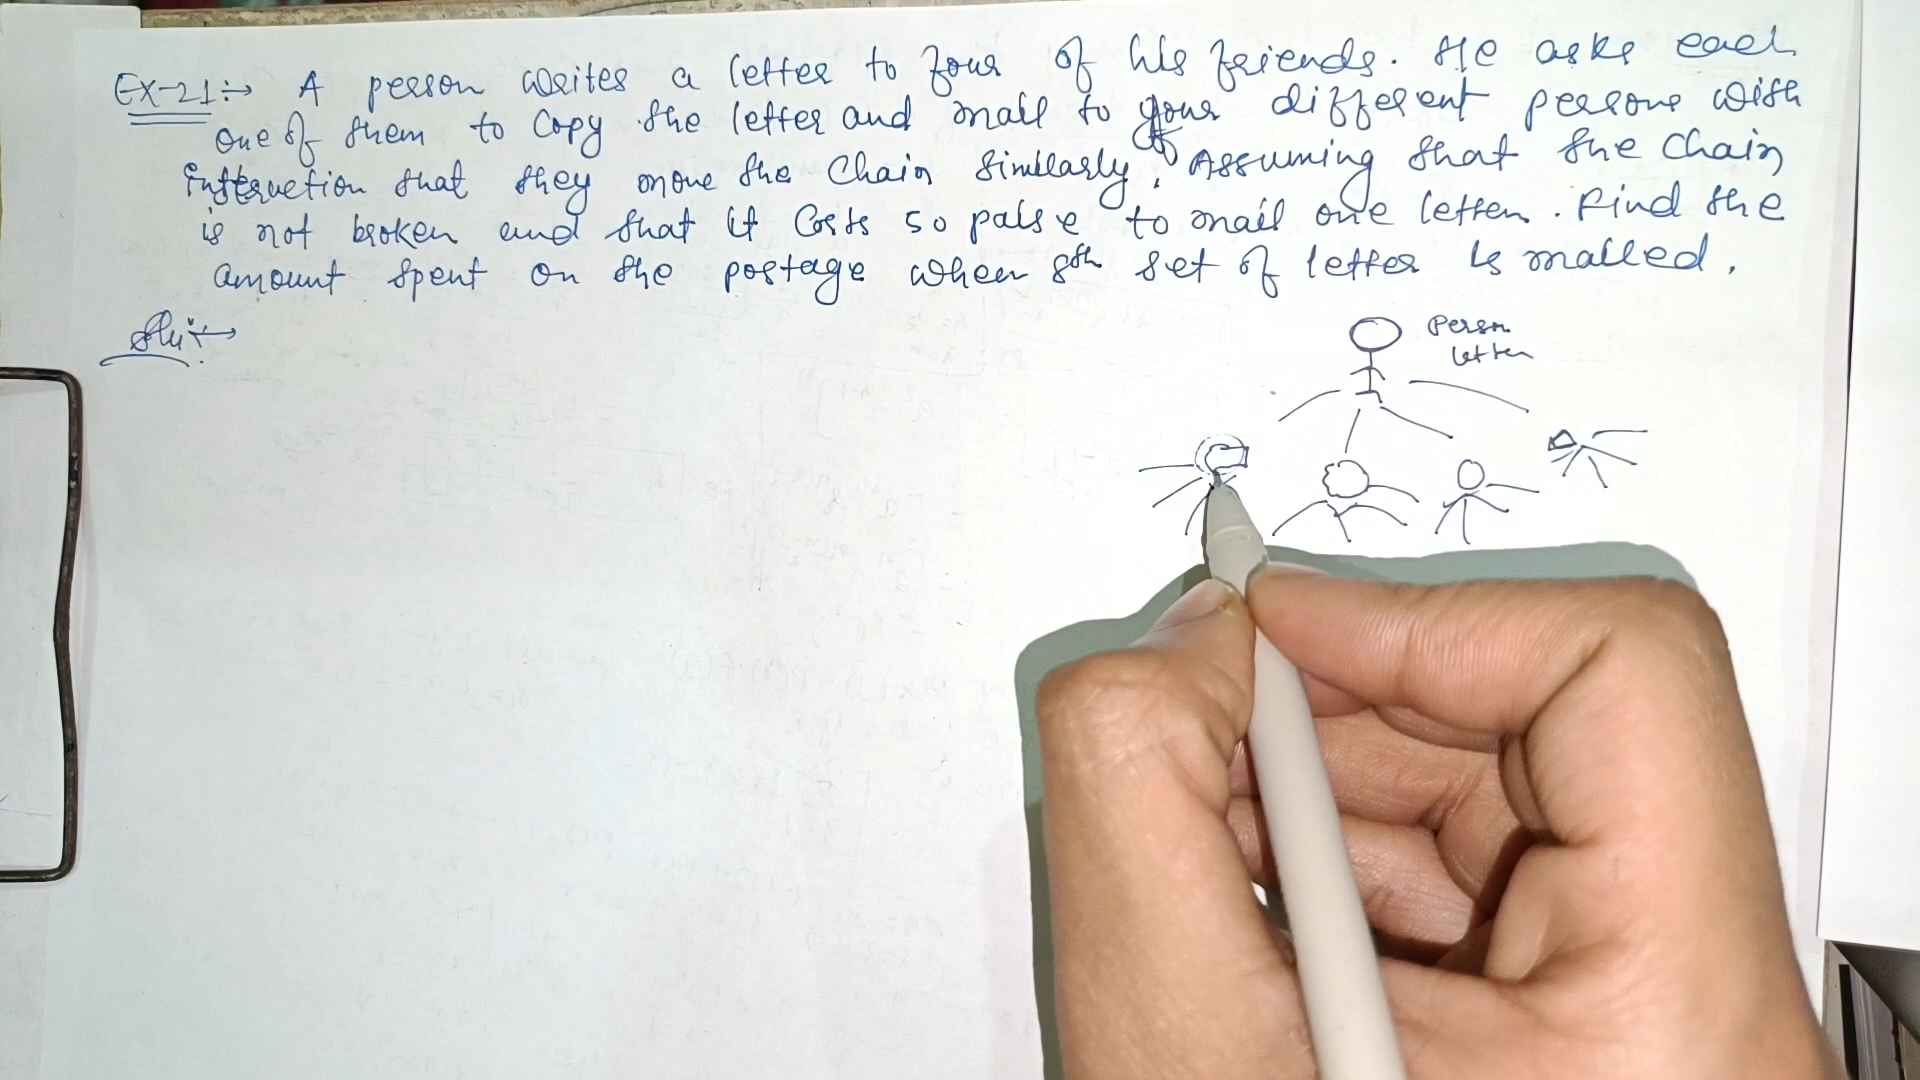 Ex-21:→ A person writes a letter to four of his friends. He asks each
one of them to copy the letter and mail to four different persons with
instruction that they move the chain similarly. Assuming that the chain
is not broken and that it costs 50 paise to mail one letter. Find the
amount spent on the postage when 8th set of letter is mailed.
Person
letter